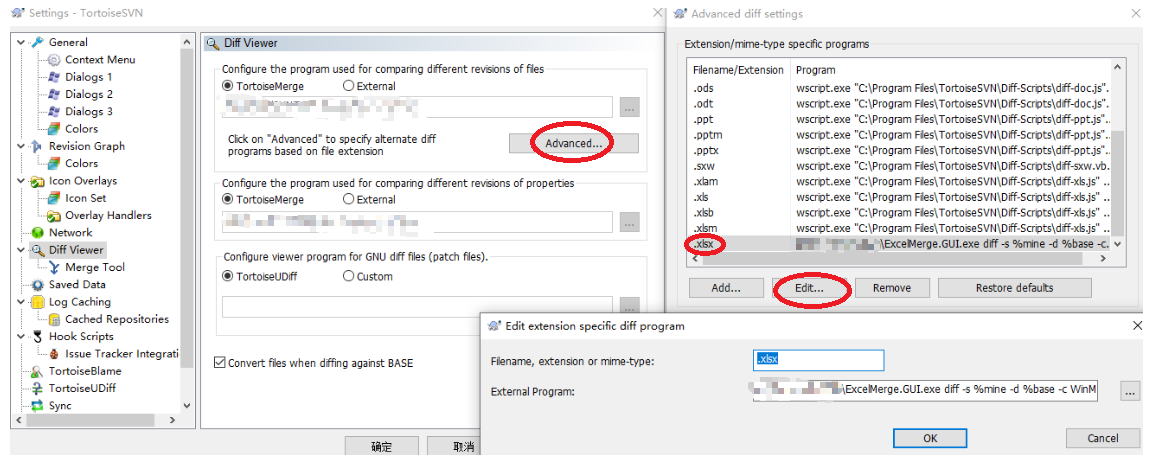 Settings - TortoiseSVN
General
Context Menu
Dialogs 1
Dialogs 2
Dialogs 3
Colors
Revision Graph
Colors
Icon Overlays
Icon Set
Overlay Handlers
Network
Diff Viewer
Merge Tool
Saved Data
Log Caching
Cached Repositories
Hook Scripts
Issue Tracker Integrati
TortoiseBlame
TortoiseUDiff
Sync
Diff Viewer
Configure the program used for comparing different revisions of files
TortoiseMerge External
...
Click on "Advanced" to specify alternate diff
programs based on file extension
Advanced...
Configure the program used for comparing different revisions of properties
TortoiseMerge External
...
Configure viewer program for GNU diff files (patch files).
TortoiseUDiff Custom
...
Convert files when diffing against BASE
确定 取消
Advanced diff settings
Extension/mime-type specific programs
Filename/Extension Program
.ods wscript.exe "C:\Program Files\TortoiseSVN\Diff-Scripts\diff-doc.js"...
.odt wscript.exe "C:\Program Files\TortoiseSVN\Diff-Scripts\diff-doc.js"...
.ppt wscript.exe "C:\Program Files\TortoiseSVN\Diff-Scripts\diff-ppt.js"...
.pptm wscript.exe "C:\Program Files\TortoiseSVN\Diff-Scripts\diff-ppt.js"...
.pptx wscript.exe "C:\Program Files\TortoiseSVN\Diff-Scripts\diff-ppt.js"...
.sxw wscript.exe "C:\Program Files\TortoiseSVN\Diff-Scripts\diff-sxw.vb...
.xlam wscript.exe "C:\Program Files\TortoiseSVN\Diff-Scripts\diff-xls.js" ...
.xls wscript.exe "C:\Program Files\TortoiseSVN\Diff-Scripts\diff-xls.js" ...
.xlsb wscript.exe "C:\Program Files\TortoiseSVN\Diff-Scripts\diff-xls.js" ...
.xlsm wscript.exe "C:\Program Files\TortoiseSVN\Diff-Scripts\diff-xls.js" ...
.xlsx \ExcelMerge.GUI.exe diff -s %mine -d %base -c...
Add... Edit... Remove Restore defaults
Edit extension specific diff program
Filename, extension or mime-type: .xlsx
External Program: \ExcelMerge.GUI.exe diff -s %mine -d %base -c WinM ...
OK Cancel